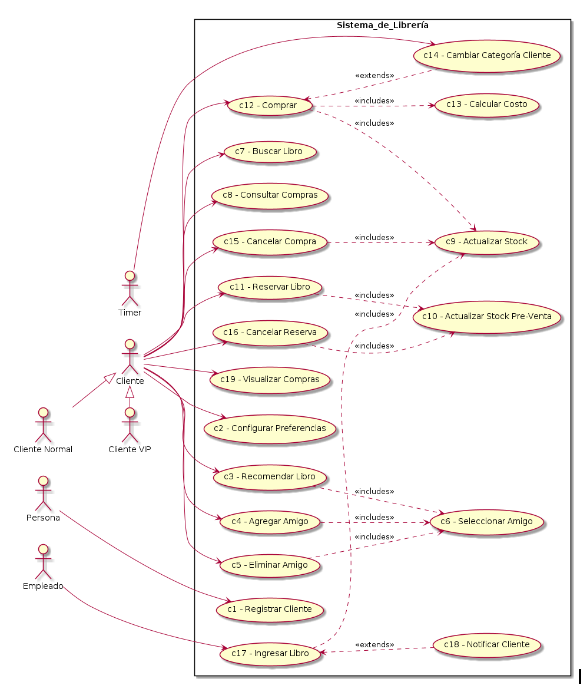 Sistema_de_Librería
c14 - Cambiar Categoría Cliente
«extends»
c12 - Comprar
«includes»
c13 - Calcular Costo
«includes»
c7 - Buscar Libro
c8 - Consultar Compras
c15 - Cancelar Compra
«includes»
c9 - Actualizar Stock
c11 - Reservar Libro
«includes»
Timer
«includes»
c10 - Actualizar Stock Pre-Venta
c16 - Cancelar Reserva
«includes»
Cliente
c19 - Visualizar Compras
c2 - Configurar Preferencias
Cliente Normal
Cliente VIP
c3 - Recomendar Libro
«includes»
Persona
c4 - Agregar Amigo
«includes»
c6 - Seleccionar Amigo
«includes»
c5 - Eliminar Amigo
Empleado
c1 - Registrar Cliente
«extends»
c18 - Notificar Cliente
c17 - Ingresar Libro